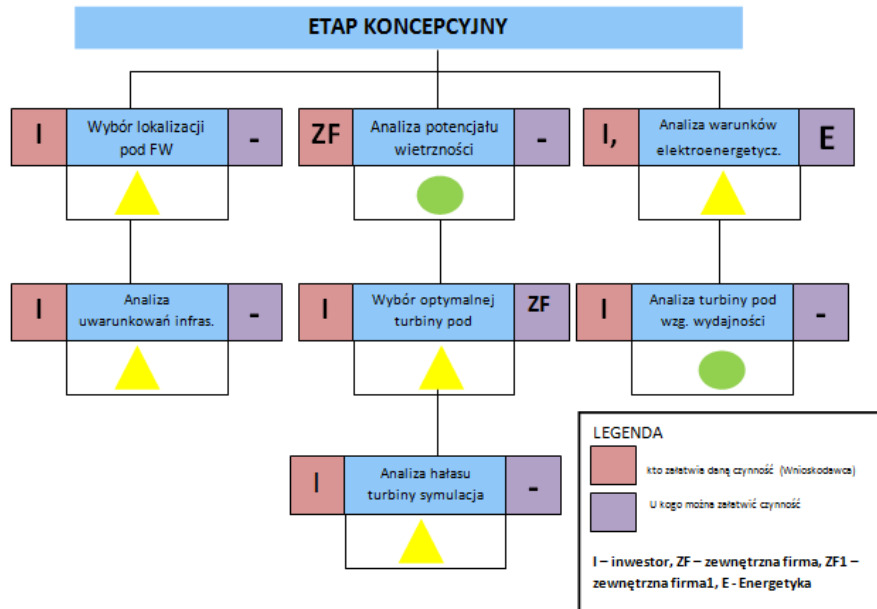 ETAP KONCEPCYJNY
I
Wybór lokalizacji
pod FW
-
ZF
Analiza potencjału
wietrzności
-
I,
Analiza warunków
elektroenergetycz.
E
I
Analiza
uwarunkowań infras.
-
I
Wybór optymalnej
turbiny pod
ZF
I
Analiza turbiny pod
wzg. wydajności
-
I
Analiza hałasu
turbiny symulacja
-
LEGENDA
kto załatwia daną czynność (Wnioskodawca)
U kogo można załatwić czynność
I – inwestor, ZF – zewnętrzna firma, ZF1 –
zewnętrzna firma1, E - Energetyka